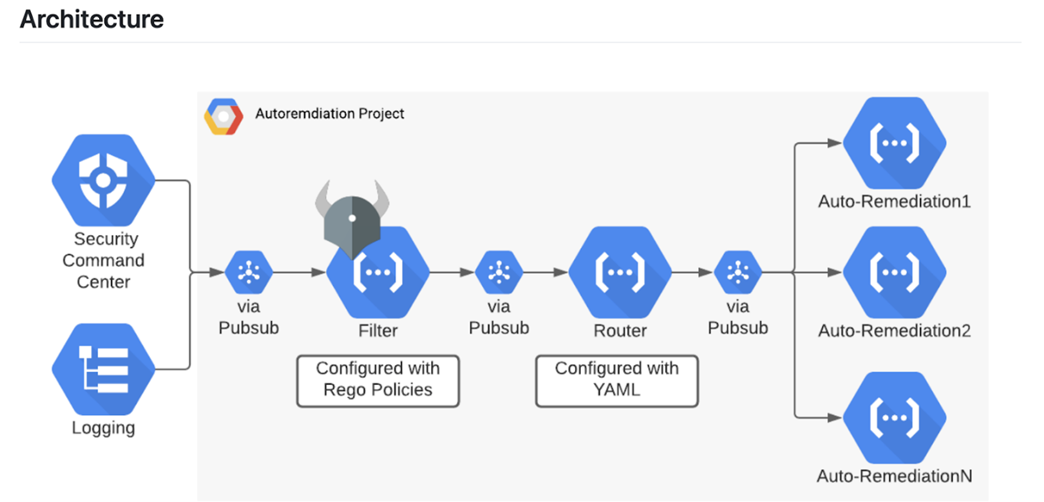 Architecture
Autoremdiation Project
Security
Command
Center
Logging
via
Pubsub
Filter
Configured with
Rego Policies
via
Pubsub
Router
Configured with
YAML
via
Pubsub
Auto-Remediation1
Auto-Remediation2
Auto-RemediationN